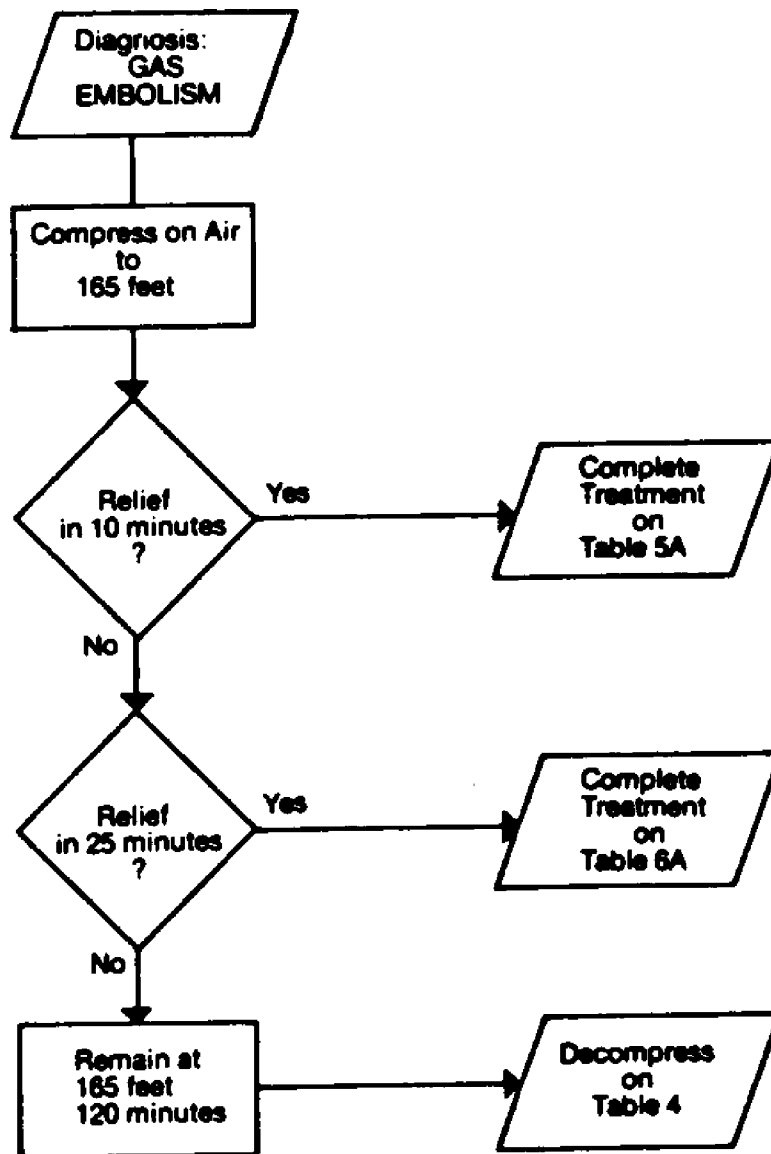 Diagnosis:
GAS
EMBOLISM
Compress on Air
to
165 feet
Relief
in 10 minutes
?
Yes
Complete
Treatment
on
Table 5A
No
Relief
in 25 minutes
?
Yes
Complete
Treatment
on
Table 6A
No
Remain at
165 feet
120 minutes
Decompress
on
Table 4